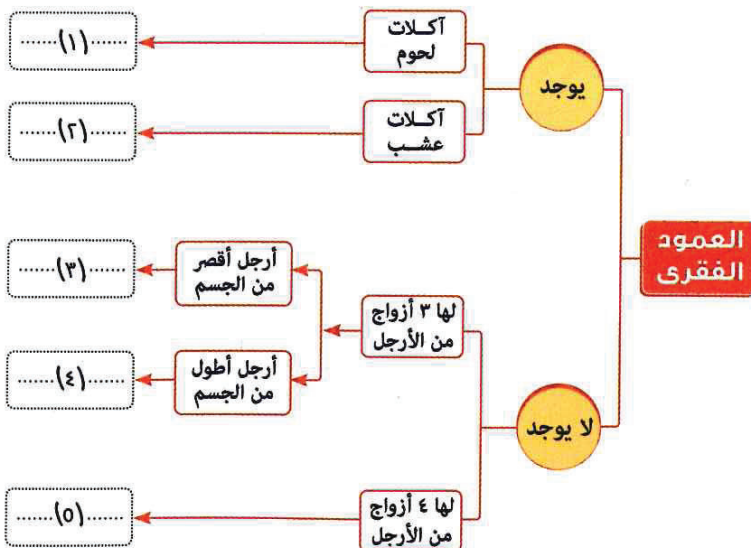 العمود
الفقرى
يوجد
آكلات
لحوم
......(١)......
آكلات
عشب
......(٢)......
لا يوجد
لها ٣ أزواج
من الأرجل
أرجل أقصر
من الجسم
......(٣)......
أرجل أطول
من الجسم
......(٤)......
لها ٤ أزواج
من الأرجل
......(٥)......